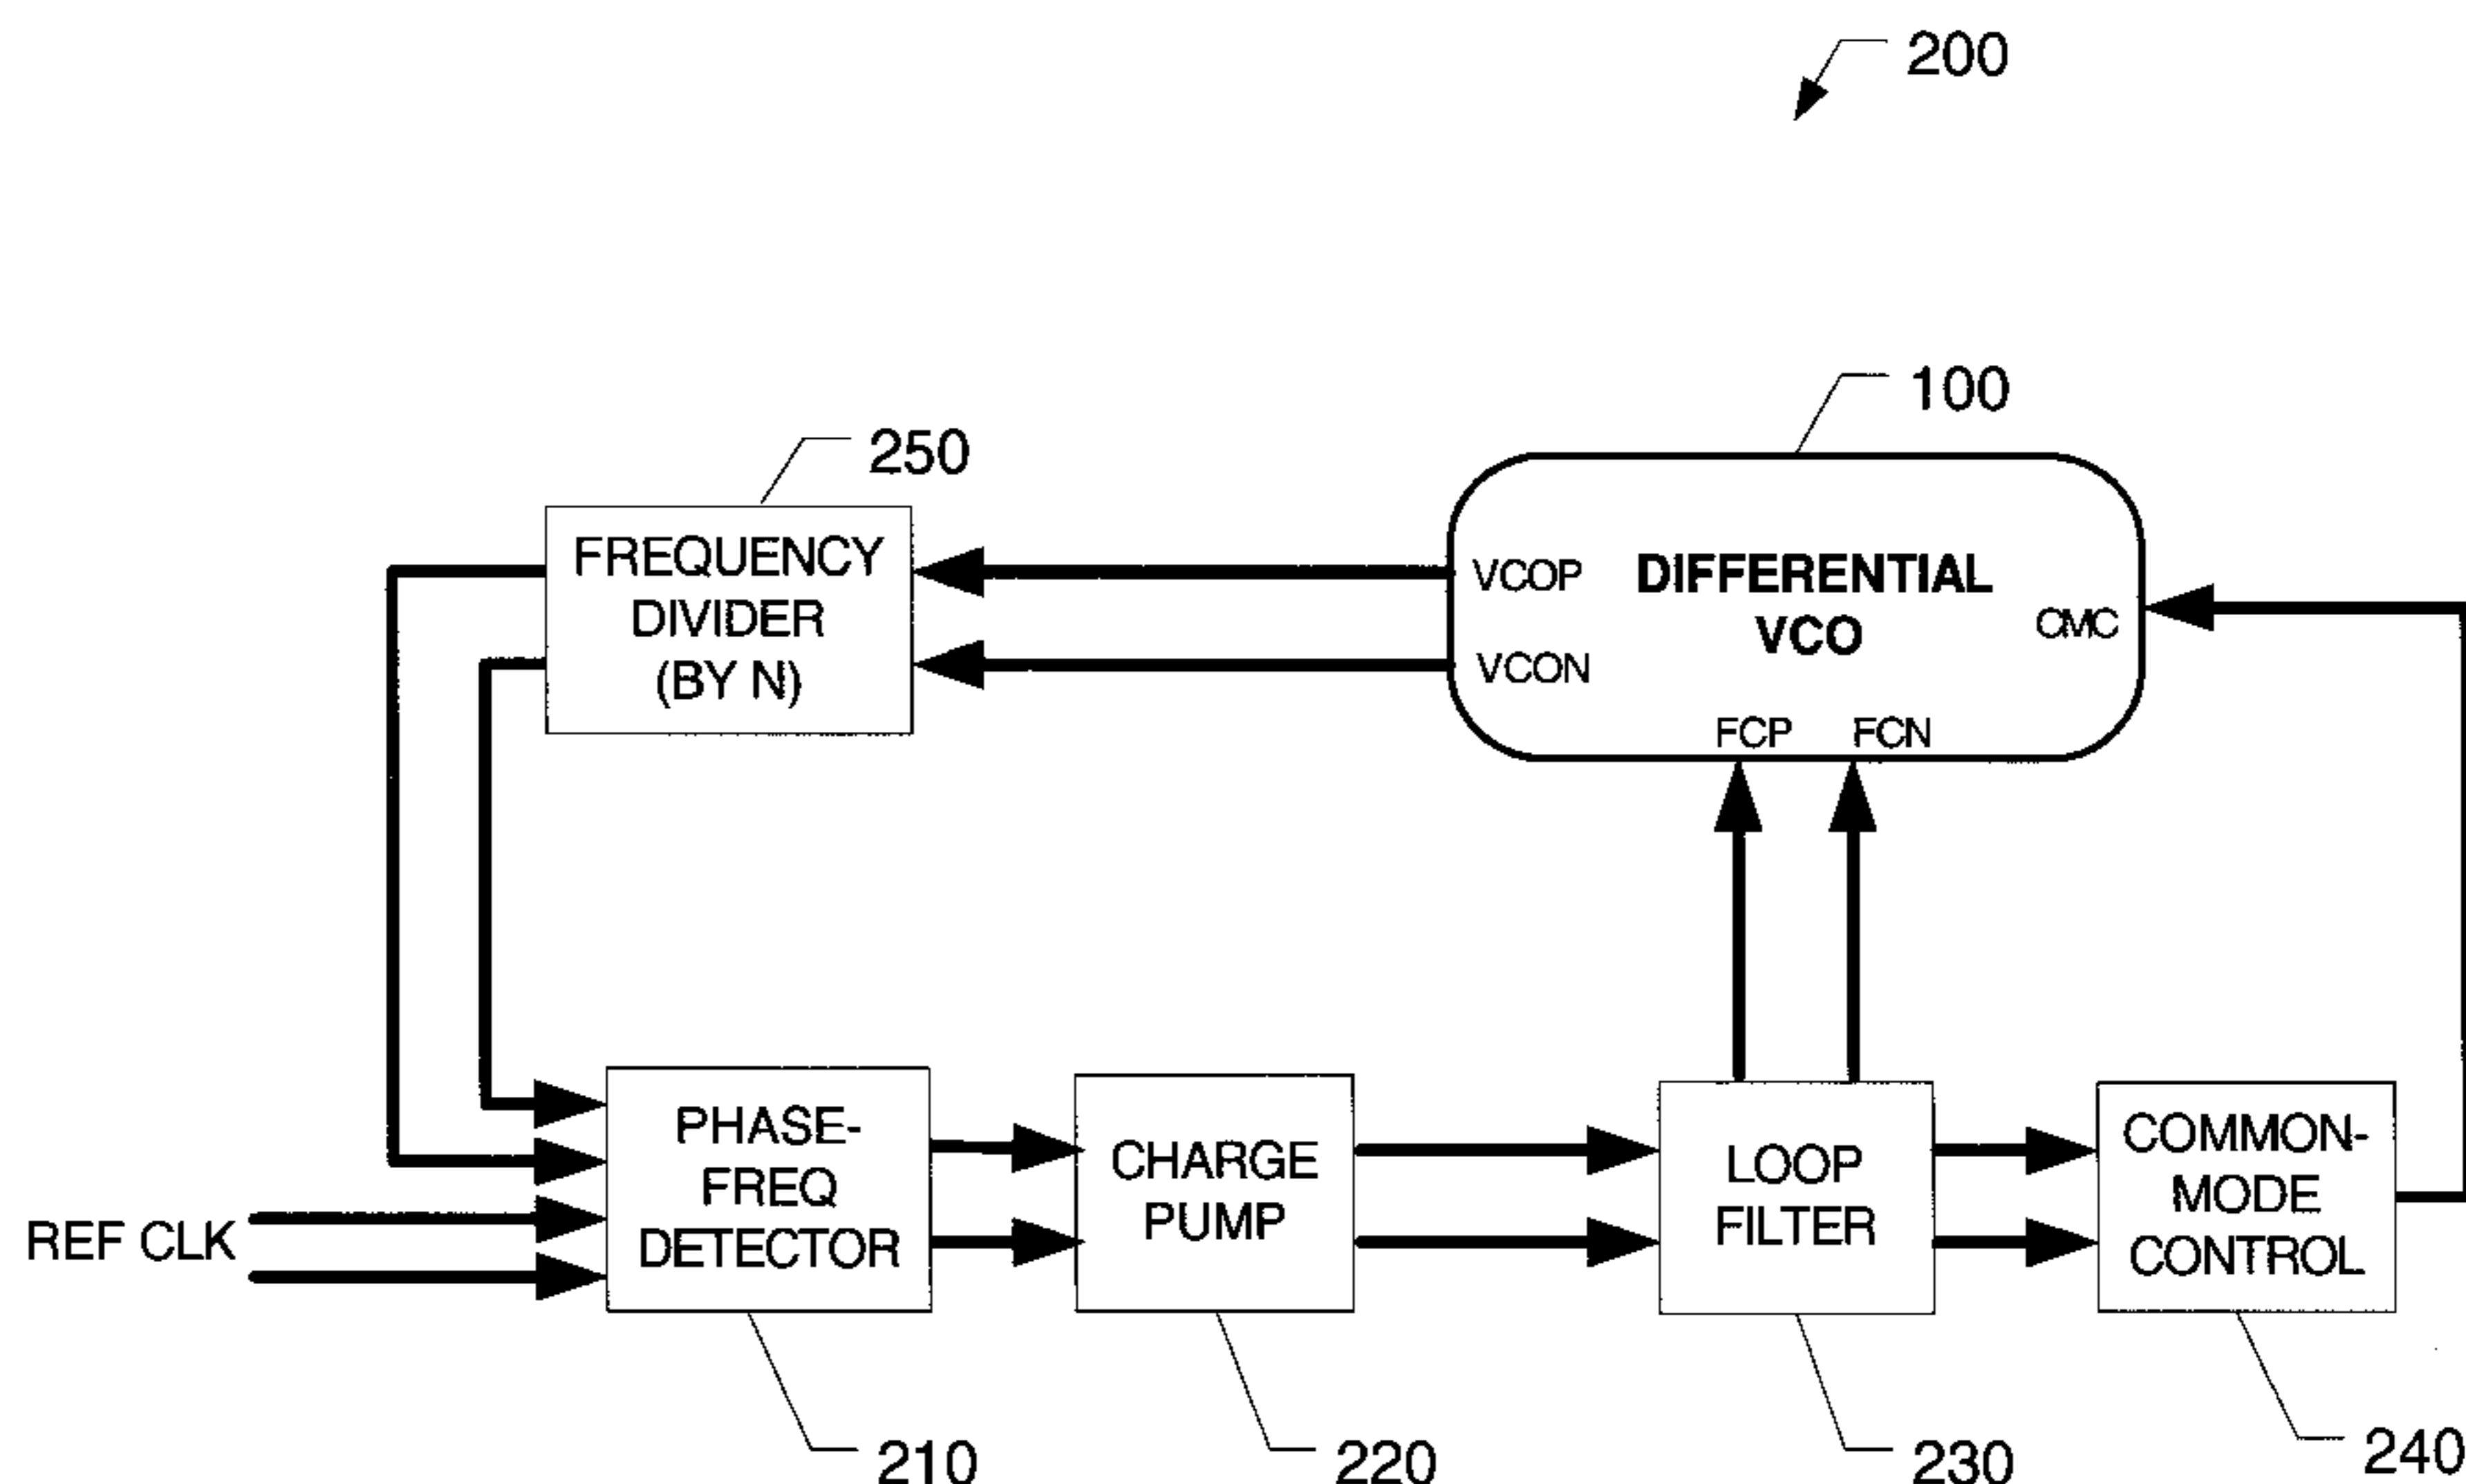 200
100
250
FREQUENCY
DIVIDER
(BY N)
VCOP
VCON
DIFFERENTIAL
VCO
CMC
FCP
FCN
REF CLK
PHASE-
FREQ
DETECTOR
CHARGE
PUMP
LOOP
FILTER
COMMON-
MODE
CONTROL
210
220
230
240